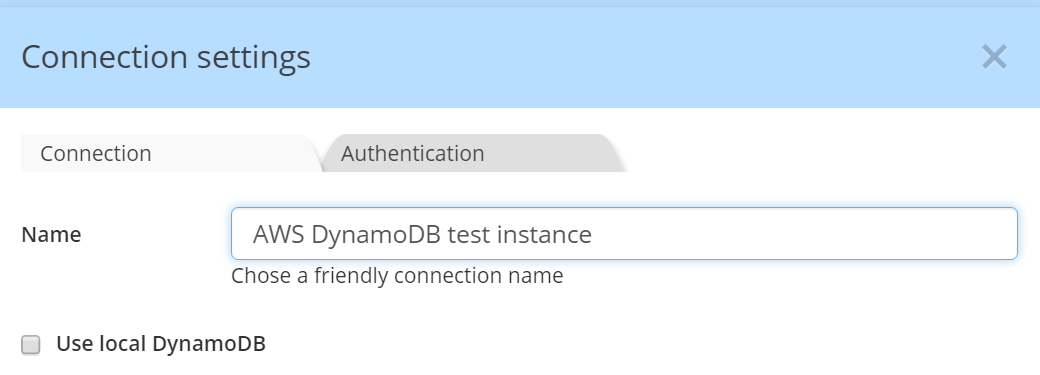 Connection settings
Connection Authentication
Name AWS DynamoDB test instance
Chose a friendly connection name
Use local DynamoDB